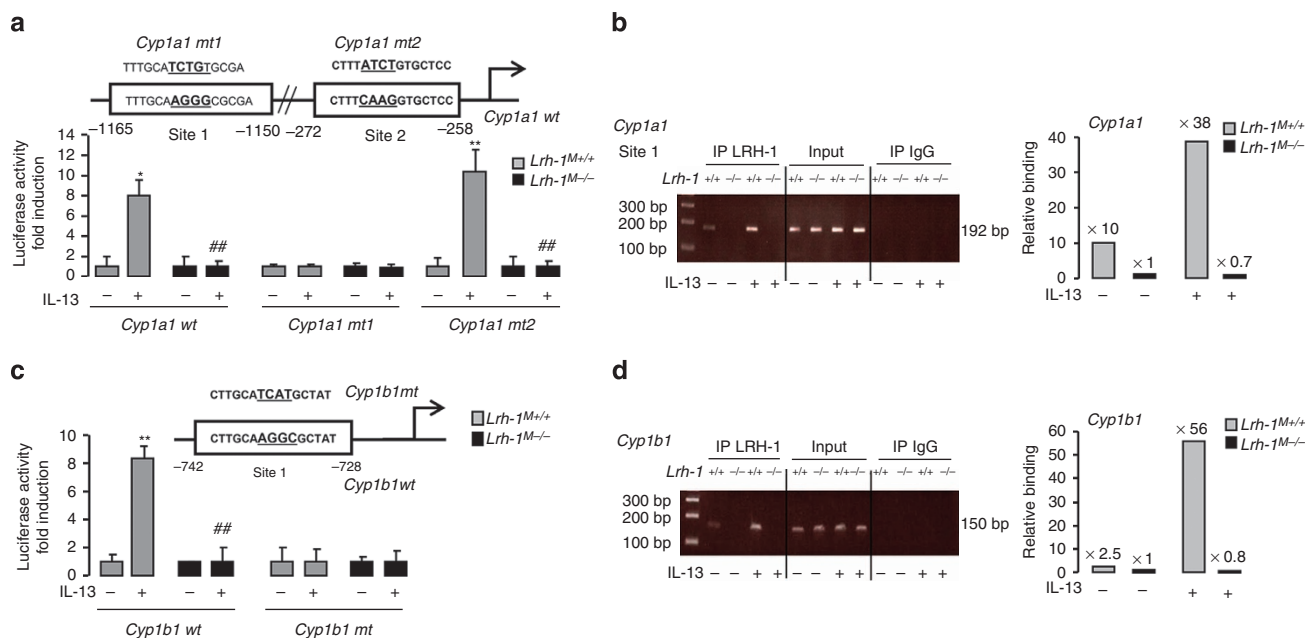 a
Cyp1a1 mt1
Cyp1a1 mt2
TTTGCATCTGTGCGA
CTTTATCTGTGCTCC
TTTGCAAGGGCGCGA
CTTTCAAGGTGCTCC
Cyp1a1 wt
–1165
Site 1
–1150
–272
Site 2
–258
Luciferase activity
fold induction
14
12
10
8
6
4
2
0
*
##
**
##
Lrh-1M+/+
Lrh-1M–/–
IL-13 – + – + – + – + – + – +
Cyp1a1 wt
Cyp1a1 mt1
Cyp1a1 mt2
b
Cyp1a1
Site 1
IP LRH-1
Input
IP IgG
Lrh-1 +/+ –/– +/+ –/– +/+ –/– +/+ –/– +/+ –/– +/+ –/–
300 bp
200 bp
100 bp
192 bp
IL-13 – – + + – – + + – – + +
Cyp1a1
Relative binding
40
30
20
10
0
× 10
× 1
× 38
× 0.7
Lrh-1M+/+
Lrh-1M–/–
IL-13 – – + +
c
CTTGCATCATGCTAT
Cyp1b1mt
CTTGCAAGGCGCTAT
–742
Site 1
–728
Cyp1b1wt
Lrh-1M+/+
Lrh-1M–/–
Luciferase activity
fold induction
10
8
6
4
2
0
**
##
IL-13 – + – + – + – +
Cyp1b1 wt
Cyp1b1 mt
d
Cyp1b1
IP LRH-1
Input
IP IgG
Lrh-1 +/+ –/– +/+ –/– +/+ –/– +/+ –/– +/+ –/– +/+ –/–
300 bp
200 bp
100 bp
150 bp
IL-13 – – + + – – + + – – + +
Cyp1b1
Relative binding
60
50
40
30
20
10
0
× 2.5
× 1
× 56
× 0.8
Lrh-1M+/+
Lrh-1M–/–
IL-13 – – + +